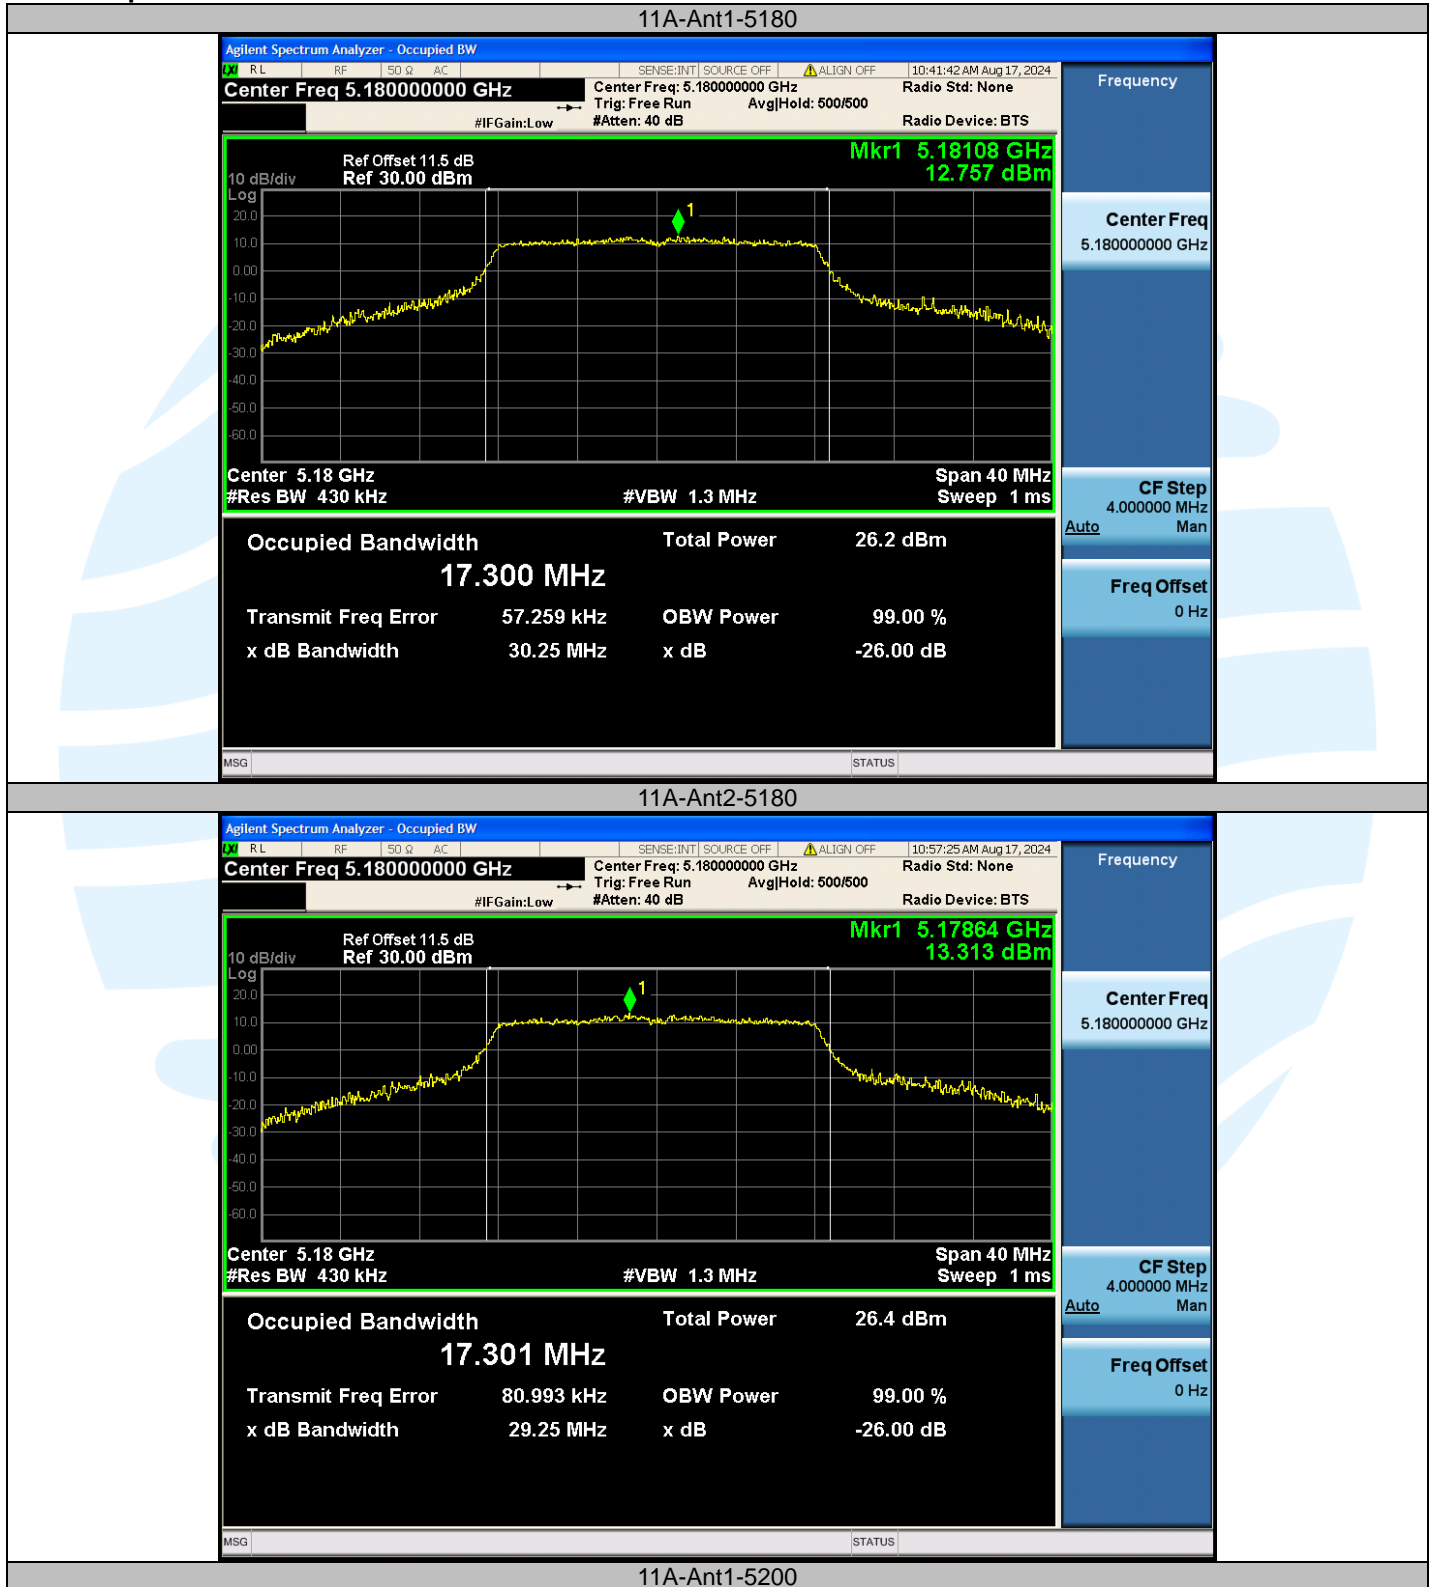 11A-Ant1-5180
Agilent Spectrum Analyzer - Occupied BW
LXI RL RF 50 Ω AC SENSE:INT SOURCE OFF ALIGN OFF 10:41:42 AM Aug 17, 2024
Center Freq 5.180000000 GHz
Center Freq: 5.180000000 GHz
Radio Std: None
Trig: Free Run Avg|Hold: 500/500
#IFGain:Low #Atten: 40 dB Radio Device: BTS
Frequency
Mkr1 5.18108 GHz
12.757 dBm
Ref Offset 11.5 dB
10 dB/div Ref 30.00 dBm
Log
20.0
10.0
0.00
-10.0
-20.0
-30.0
-40.0
-50.0
-60.0
1
Center 5.18 GHz Span 40 MHz
#Res BW 430 kHz #VBW 1.3 MHz Sweep 1 ms
Center Freq
5.180000000 GHz
CF Step
4.000000 MHz
Auto Man
Freq Offset
0 Hz
Occupied Bandwidth Total Power 26.2 dBm
17.300 MHz
Transmit Freq Error 57.259 kHz OBW Power 99.00 %
x dB Bandwidth 30.25 MHz x dB -26.00 dB
MSG STATUS
11A-Ant2-5180
Agilent Spectrum Analyzer - Occupied BW
LXI RL RF 50 Ω AC SENSE:INT SOURCE OFF ALIGN OFF 10:57:25 AM Aug 17, 2024
Center Freq 5.180000000 GHz
Center Freq: 5.180000000 GHz
Radio Std: None
Trig: Free Run Avg|Hold: 500/500
#IFGain:Low #Atten: 40 dB Radio Device: BTS
Frequency
Mkr1 5.17864 GHz
13.313 dBm
Ref Offset 11.5 dB
10 dB/div Ref 30.00 dBm
Log
20.0
10.0
0.00
-10.0
-20.0
-30.0
-40.0
-50.0
-60.0
1
Center 5.18 GHz Span 40 MHz
#Res BW 430 kHz #VBW 1.3 MHz Sweep 1 ms
Center Freq
5.180000000 GHz
CF Step
4.000000 MHz
Auto Man
Freq Offset
0 Hz
Occupied Bandwidth Total Power 26.4 dBm
17.301 MHz
Transmit Freq Error 80.993 kHz OBW Power 99.00 %
x dB Bandwidth 29.25 MHz x dB -26.00 dB
MSG STATUS
11A-Ant1-5200